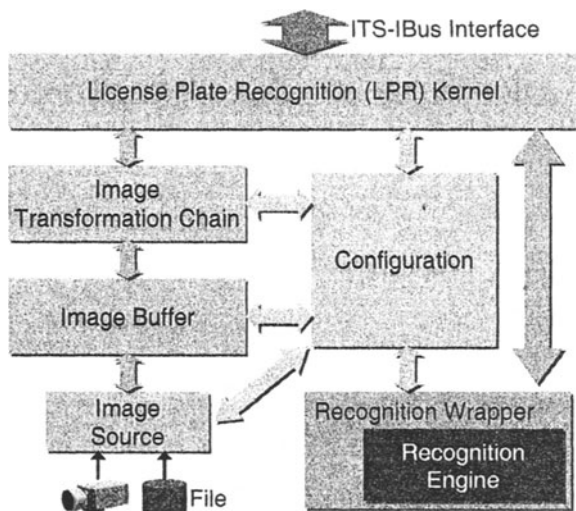 ITS-IBus Interface
License Plate Recognition (LPR) Kernel
Image
Transformation Chain
Configuration
Image Buffer
Image
Source
Recognition Wrapper
Recognition
Engine
File